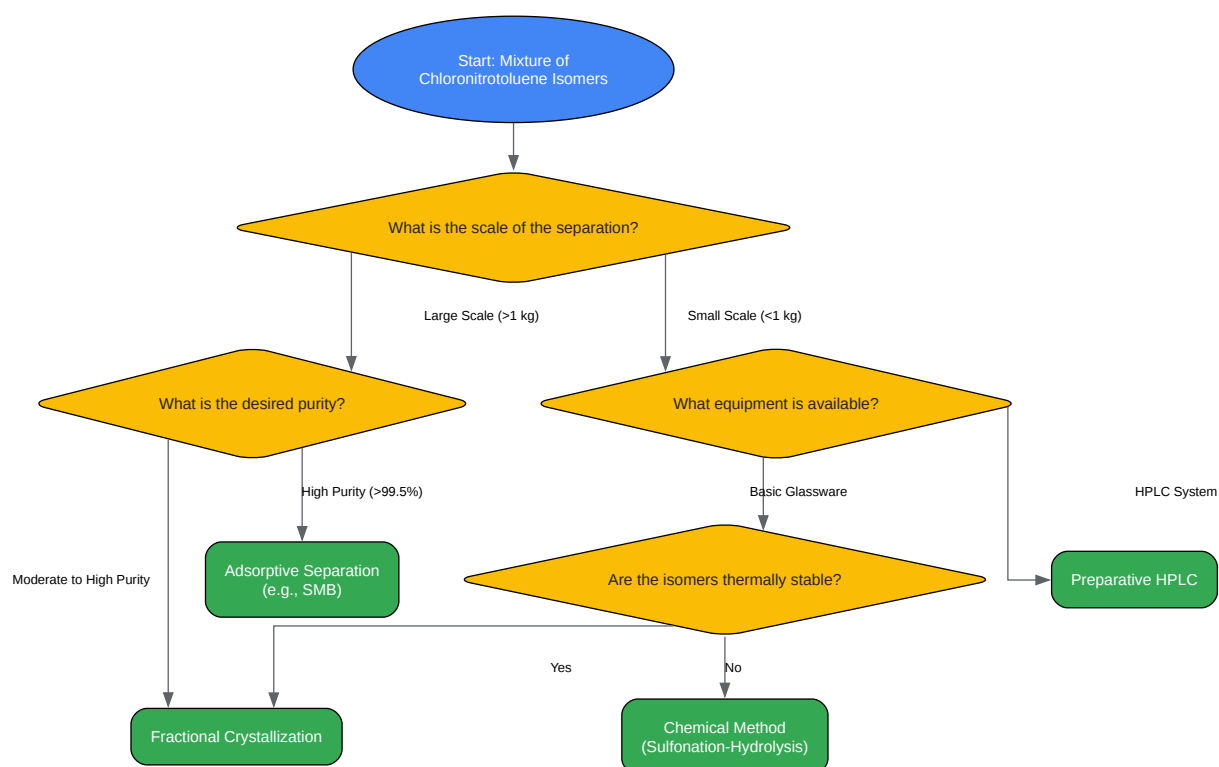 Start: Mixture of
Chloronitrotoluene Isomers
What is the scale of the separation?
Large Scale (>1 kg)
Small Scale (<1 kg)
What is the desired purity?
What equipment is available?
High Purity (>99.5%)
Basic Glassware
HPLC System
Moderate to High Purity
Adsorptive Separation
(e.g., SMB)
Are the isomers thermally stable?
Preparative HPLC
Yes
No
Fractional Crystallization
Chemical Method
(Sulfonation-Hydrolysis)